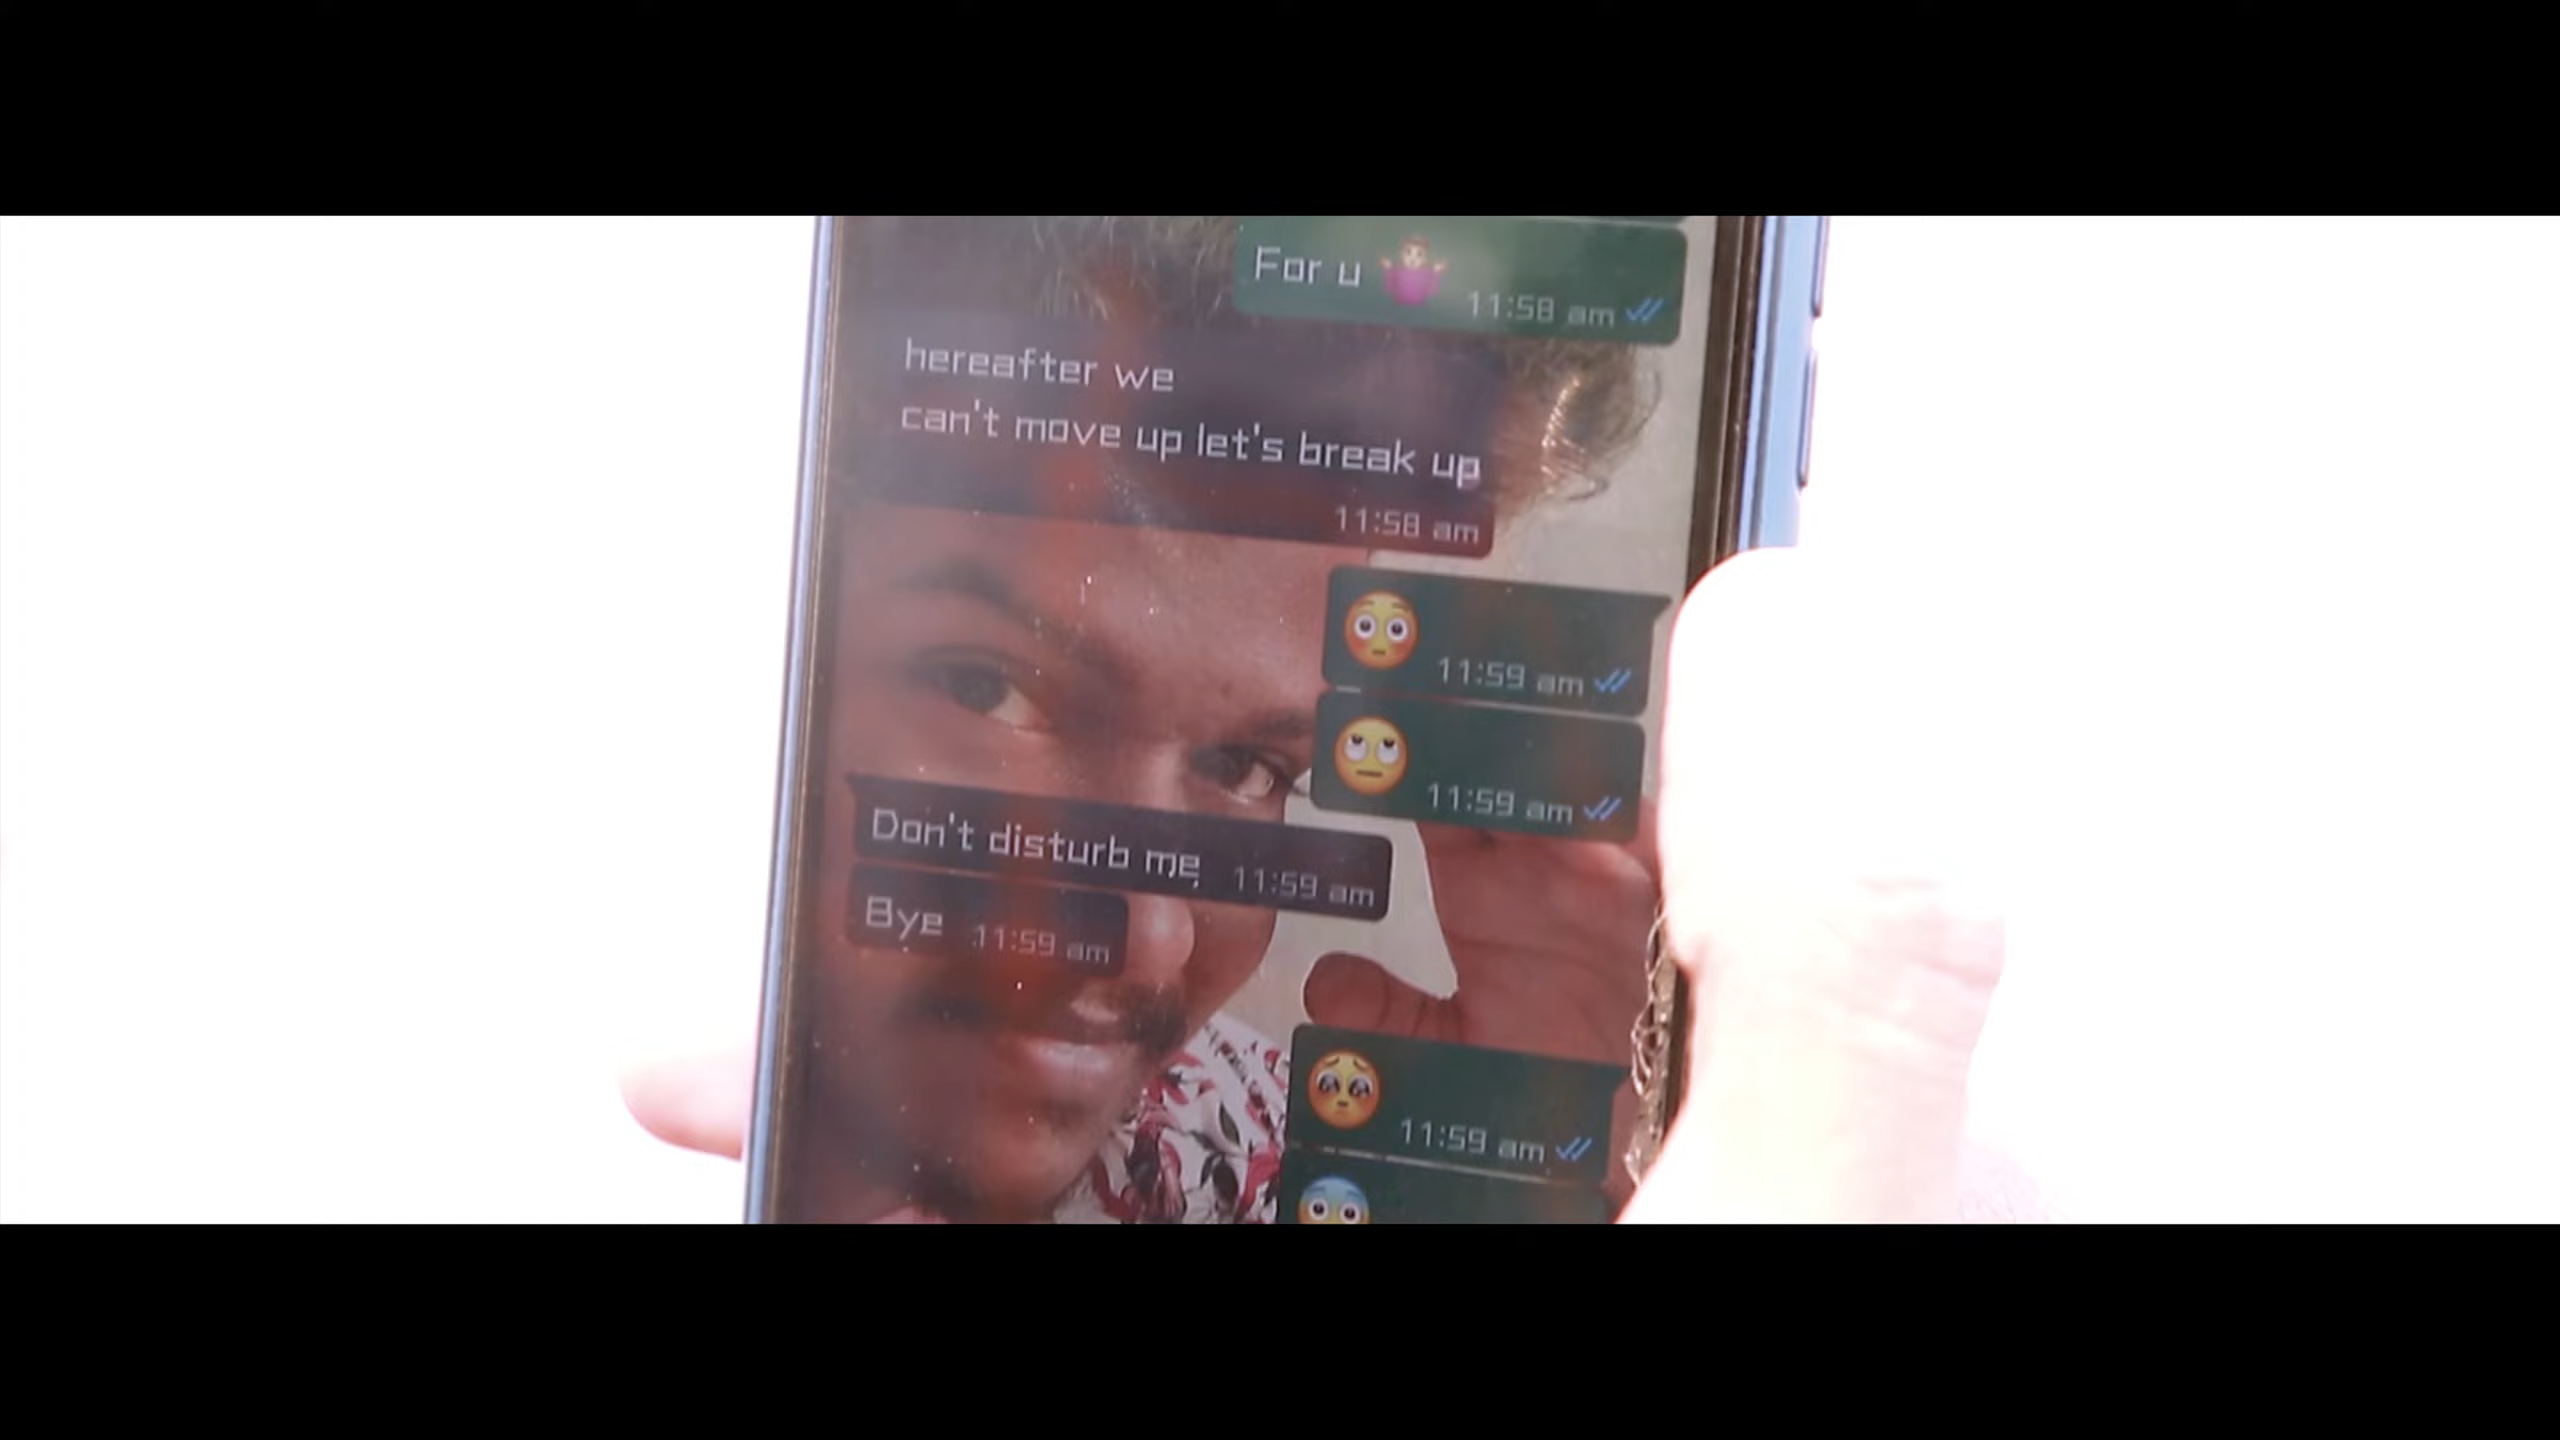 For u 🤷‍♀️ 11:58 am
hereafter we
can't move up let's break up
11:58 am
😳 11:59 am
🙄 11:59 am
Don't disturb me 11:59 am
Bye 11:59 am
🥺 11:59 am
😰